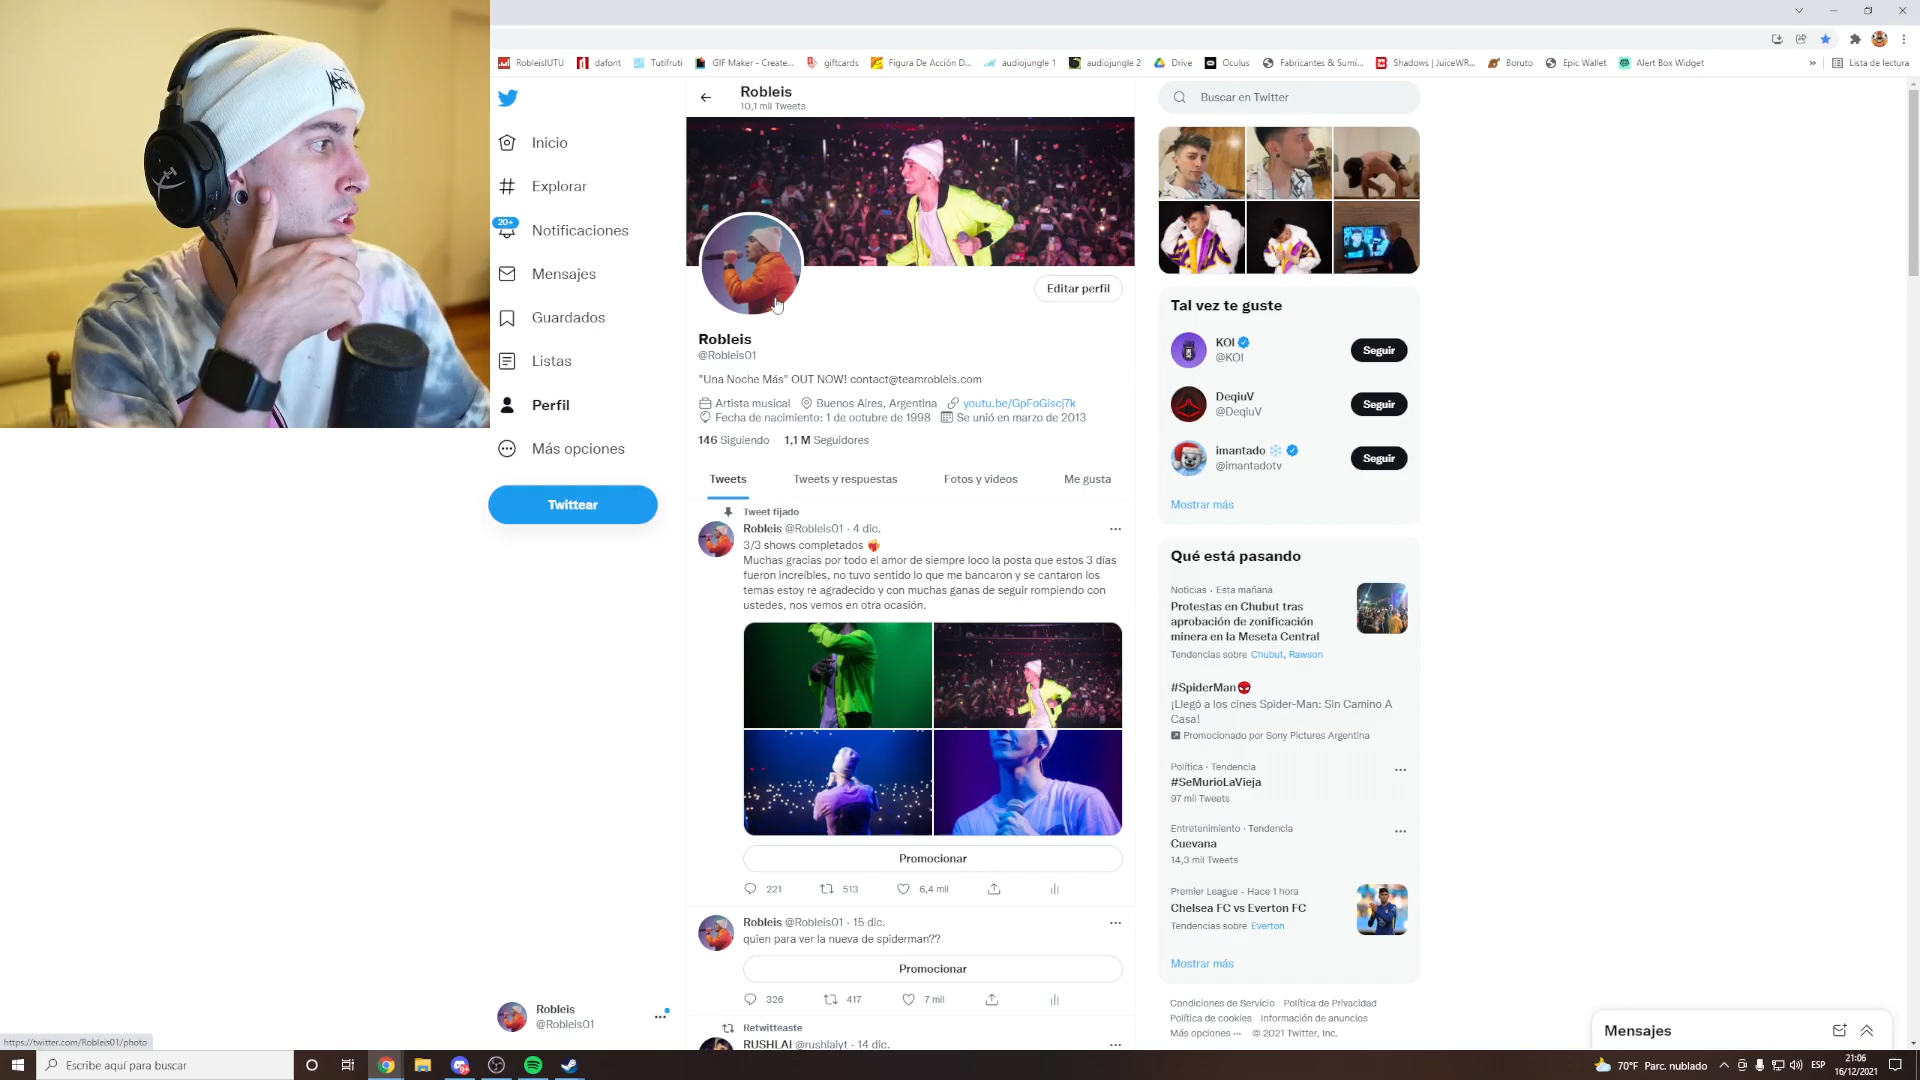 RobleisIUTU
dafont
Tutifruti
GIF Maker - Create...
giftcards
Figura De Acción D...
audiojungle 1
audiojungle 2
Drive
Oculus
Fabricantes & Sumi...
Shadows | JuiceWR...
Boruto
Epic Wallet
Alert Box Widget
»
Lista de lectura
Inicio
Explorar
20+
Notificaciones
Mensajes
Guardados
Listas
Perfil
Más opciones
Twittear
Robleis
@Robleis01
https://twitter.com/Robleis01/photo
Robleis
10,1 mil Tweets
Editar perfil
Robleis
@Robleis01
"Una Noche Más" OUT NOW! contact@teamrobleis.com
Artista musical Buenos Aires, Argentina youtu.be/GpFoGiscj7k
Fecha de nacimiento: 1 de octubre de 1998 Se unió en marzo de 2013
146 Siguiendo 1,1 M Seguidores
Tweets Tweets y respuestas Fotos y videos Me gusta
Tweet fijado
Robleis @Robleis01 · 4 dic.
3/3 shows completados
Muchas gracias por todo el amor de siempre loco la posta que estos 3 días
fueron increíbles, no tuvo sentido lo que me bancaron y se cantaron los
temas estoy re agradecido y con muchas ganas de seguir rompiendo con
ustedes, nos vemos en otra ocasión.
Promocionar
221 513 6,4 mil
Robleis @Robleis01 · 15 dic.
quien para ver la nueva de spiderman??
Promocionar
326 417 7 mil
Retwitteaste
RUSHLAI @rushlaiyt · 14 dic.
Buscar en Twitter
Tal vez te guste
KOI
@KOI
Seguir
DeqiuV
@DeqiuV
Seguir
imantado
@imantadotv
Seguir
Mostrar más
Qué está pasando
Noticias · Esta mañana
Protestas en Chubut tras
aprobación de zonificación
minera en la Meseta Central
Tendencias sobre Chubut, Rawson
#SpiderMan
¡Llegó a los cines Spider-Man: Sin Camino A
Casa!
Promocionado por Sony Pictures Argentina
Política · Tendencia
#SeMurioLaVieja
97 mil Tweets
Entretenimiento · Tendencia
Cuevana
14,3 mil Tweets
Premier League · Hace 1 hora
Chelsea FC vs Everton FC
Tendencias sobre Everton
Mostrar más
Condiciones de Servicio Política de Privacidad
Política de cookies Información de anuncios
Más opciones ··· © 2021 Twitter, Inc.
Mensajes
Escribe aquí para buscar
70°F Parc. nublado
ESP
21:06
16/12/2021